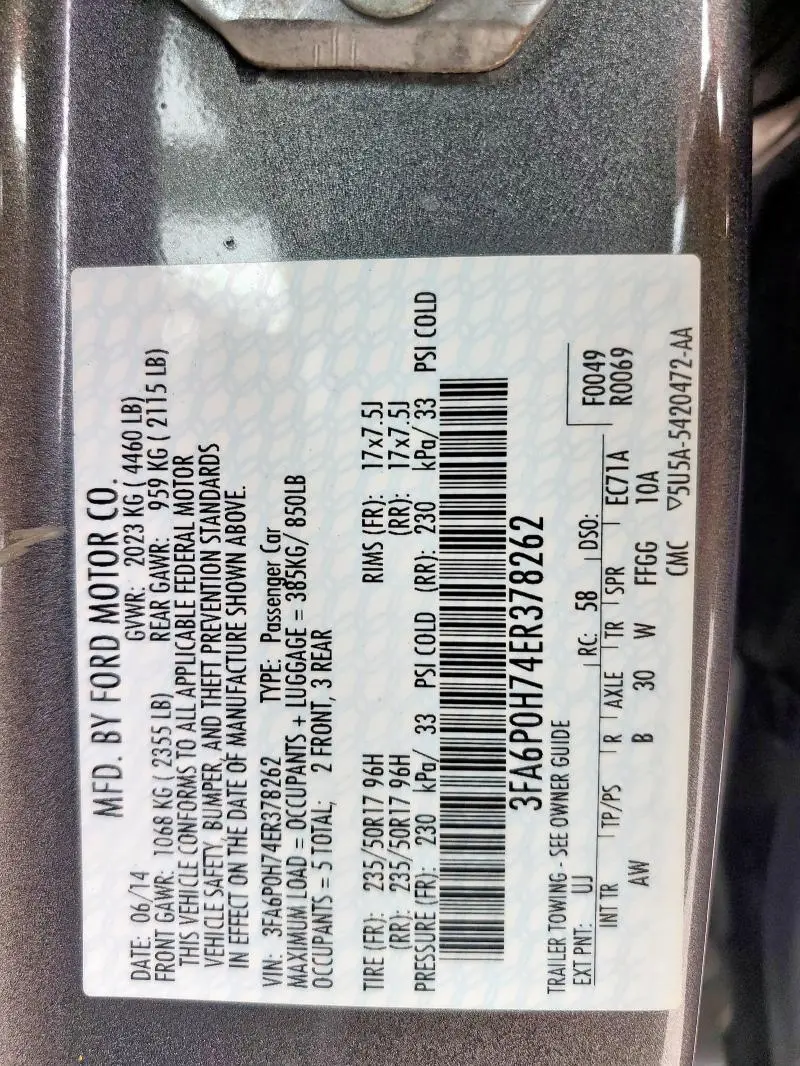 MFD. BY FORD MOTOR CO.
DATE: 06/14 GVWR: 2023 KG ( 4460 LB)
FRONT GAWR: 1068 KG ( 2355 LB) REAR GAWR: 959 KG ( 2115 LB)
THIS VEHICLE CONFORMS TO ALL APPLICABLE FEDERAL MOTOR
VEHICLE SAFETY, BUMPER, AND THEFT PREVENTION STANDARDS
IN EFFECT ON THE DATE OF MANUFACTURE SHOWN ABOVE.
VIN: 3FA6P0H74ER378262 TYPE: Passenger Car
MAXIMUM LOAD = OCCUPANTS + LUGGAGE = 385KG/ 850LB
OCCUPANTS = 5 TOTAL; 2 FRONT, 3 REAR
TIRE (FR): 235/50R17 96H RIMS (FR): 17x7.5J
(RR): 235/50R17 96H (RR): 17x7.5J
PRESSURE (FR): 230 kPa/ 33 PSI COLD (RR): 230 kPa/ 33 PSI COLD
3FA6P0H74ER378262
TRAILER TOWING - SEE OWNER GUIDE
EXT PNT: UJ RC: 58 DSO: F0049
INT TR TP/PS R AXLE TR SPR EC71A R0069
AW B 30 W FFGG 10A
CMC ▽5U5A-5420472-AA